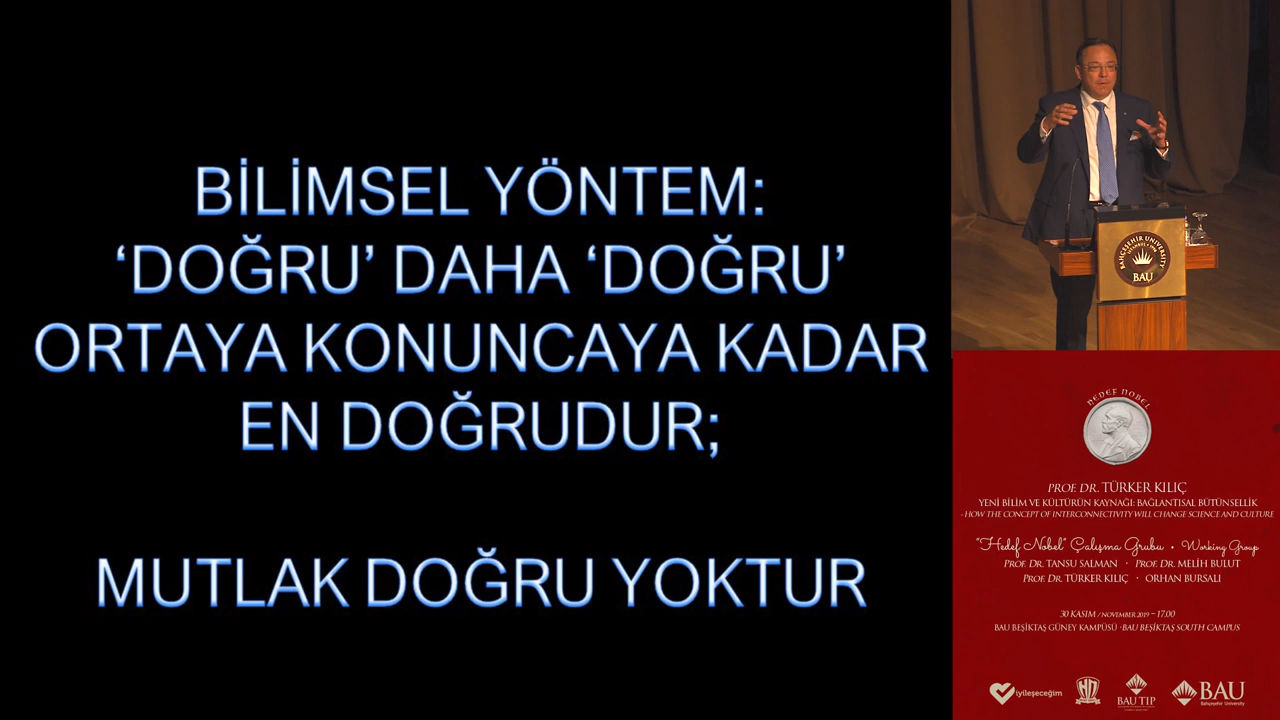 BİLİMSEL YÖNTEM:
‘DOĞRU’ DAHA ‘DOĞRU’
ORTAYA KONUNCAYA KADAR
EN DOĞRUDUR;
MUTLAK DOĞRU YOKTUR
BAHÇEŞEHİR UNIVERSITY
İSTANBUL 1998
BAU
HEDEF NOBEL
PROF. DR. TÜRKER KILIÇ
YENİ BİLİM VE KÜLTÜRÜN KAYNAĞI: BAĞLANTISAL BÜTÜNSELLİK
- HOW THE CONCEPT OF INTERCONNECTIVITY WILL CHANGE SCIENCE AND CULTURE
“Hedef Nobel” Çalışma Grubu • Working Group
PROF. DR. TANSU SALMAN • PROF. DR. MELİH BULUT
PROF. DR. TÜRKER KILIÇ • ORHAN BURSALI
30 KASIM / NOVEMBER 2019 – 17.00
BAU BEŞİKTAŞ GÜNEY KAMPÜSÜ - BAU BEŞİKTAŞ SOUTH CAMPUS
iyileşeceğim
BAU TIP
BAU
Bahçeşehir University